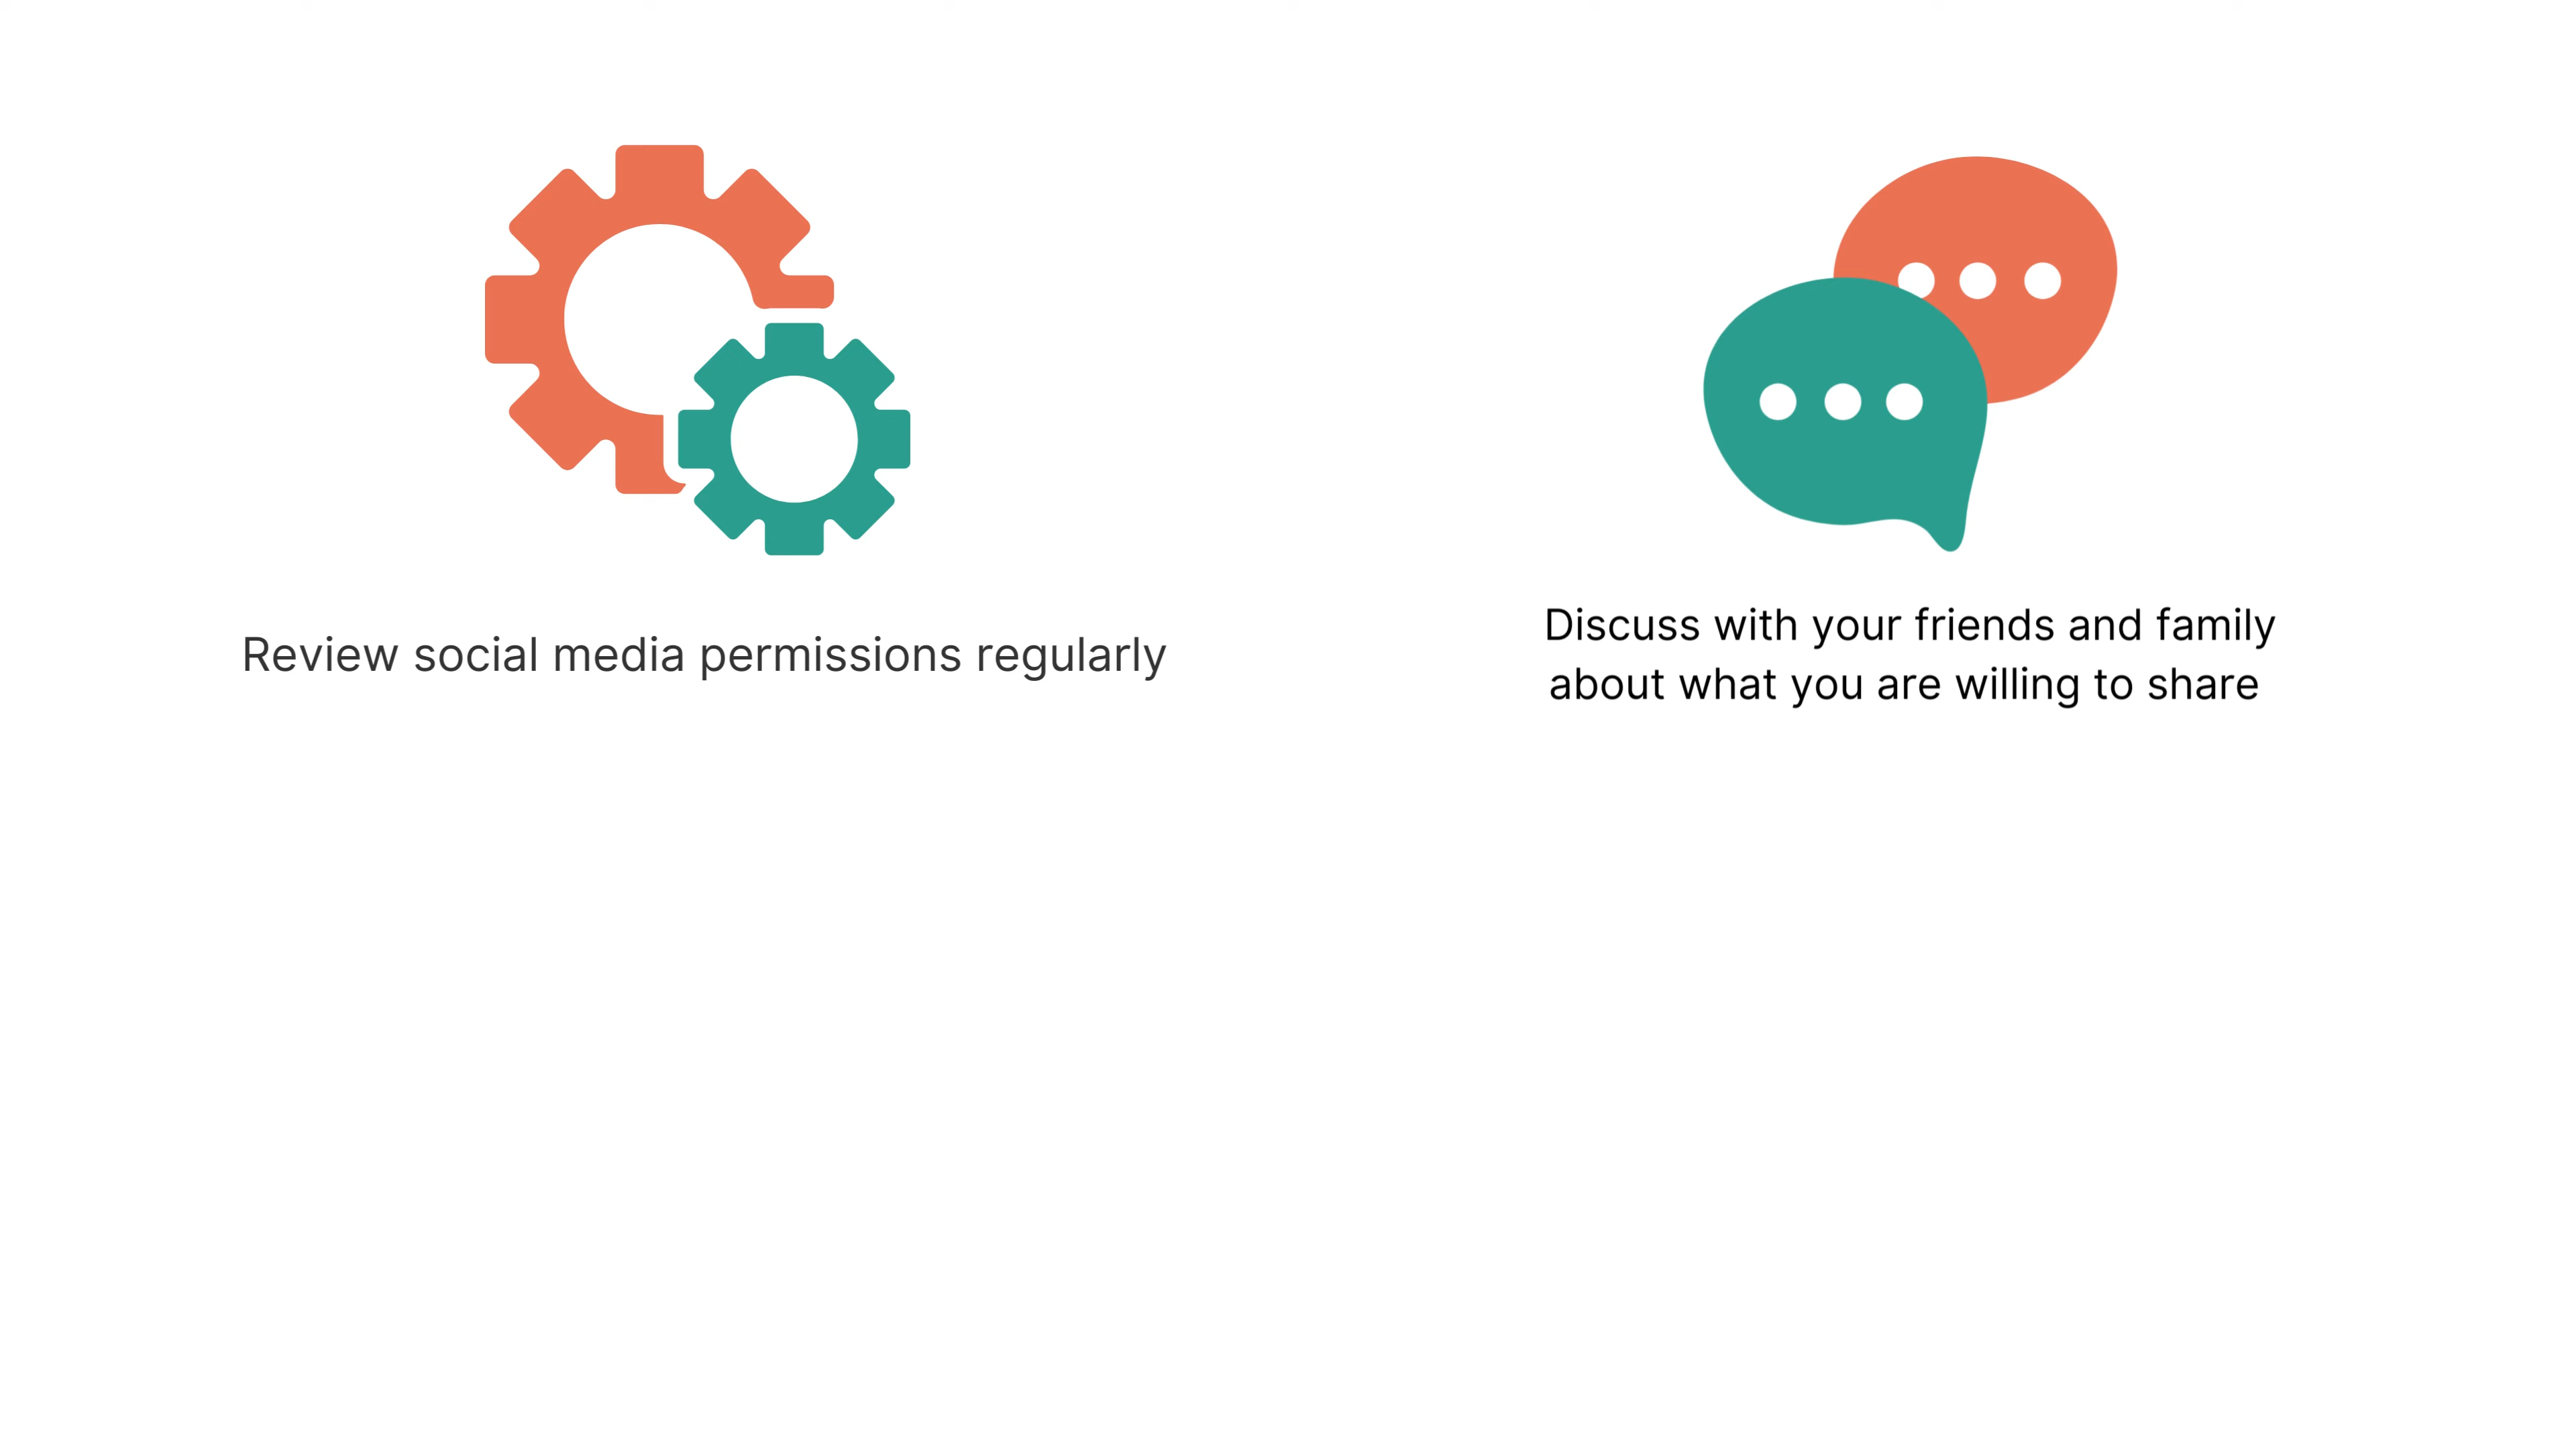 Review social media permissions regularly
Discuss with your friends and family
about what you are willing to share